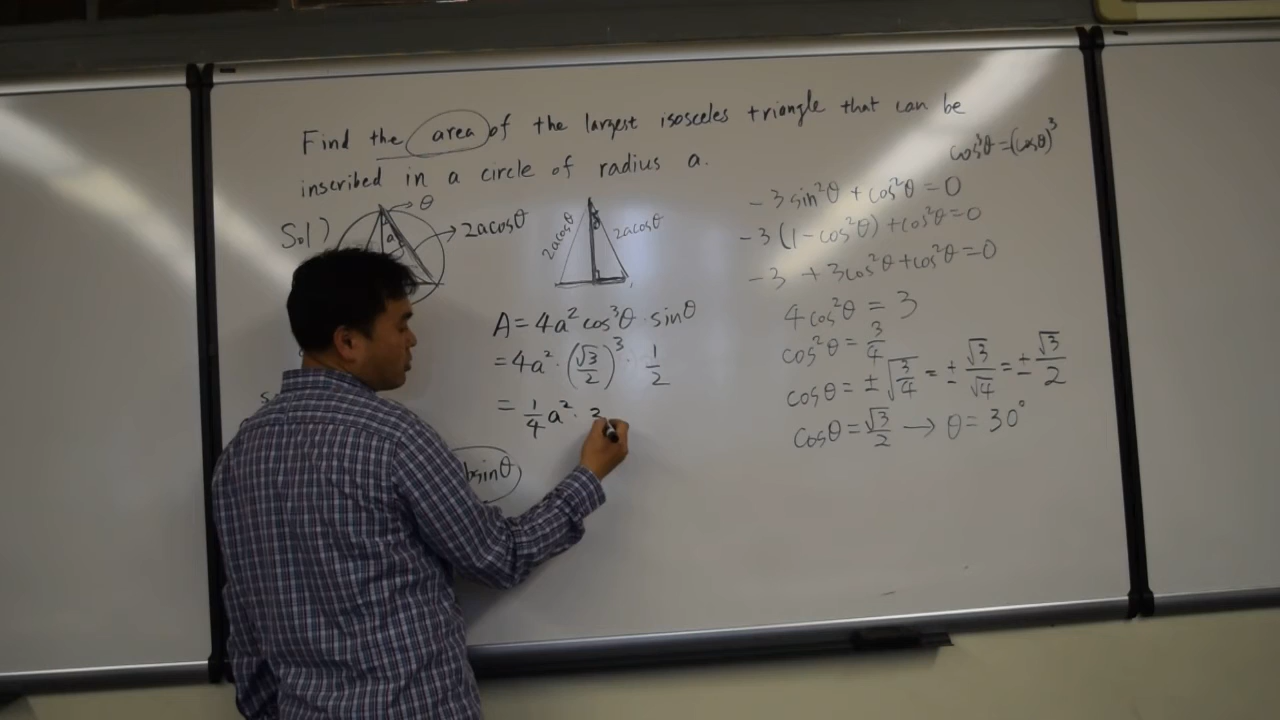 Find the area of the largest isosceles triangle that can be
inscribed in a circle of radius a.
cos³θ = (cosθ)³
Sol)
θ
a
2acosθ
2acosθ
θ
2acosθ
A = 4a² cos³θ · sinθ
= 4a² · (√3/2)³ · 1/2
= 1/4 a² · 3
bsinθ
-3 sin²θ + cos²θ = 0
-3 (1 - cos²θ) + cos²θ = 0
-3 + 3cos²θ + cos²θ = 0
4cos²θ = 3
cos²θ = 3/4
cosθ = ± √(3/4) = ± √3/√4 = ± √3/2
cosθ = √3/2 → θ = 30°